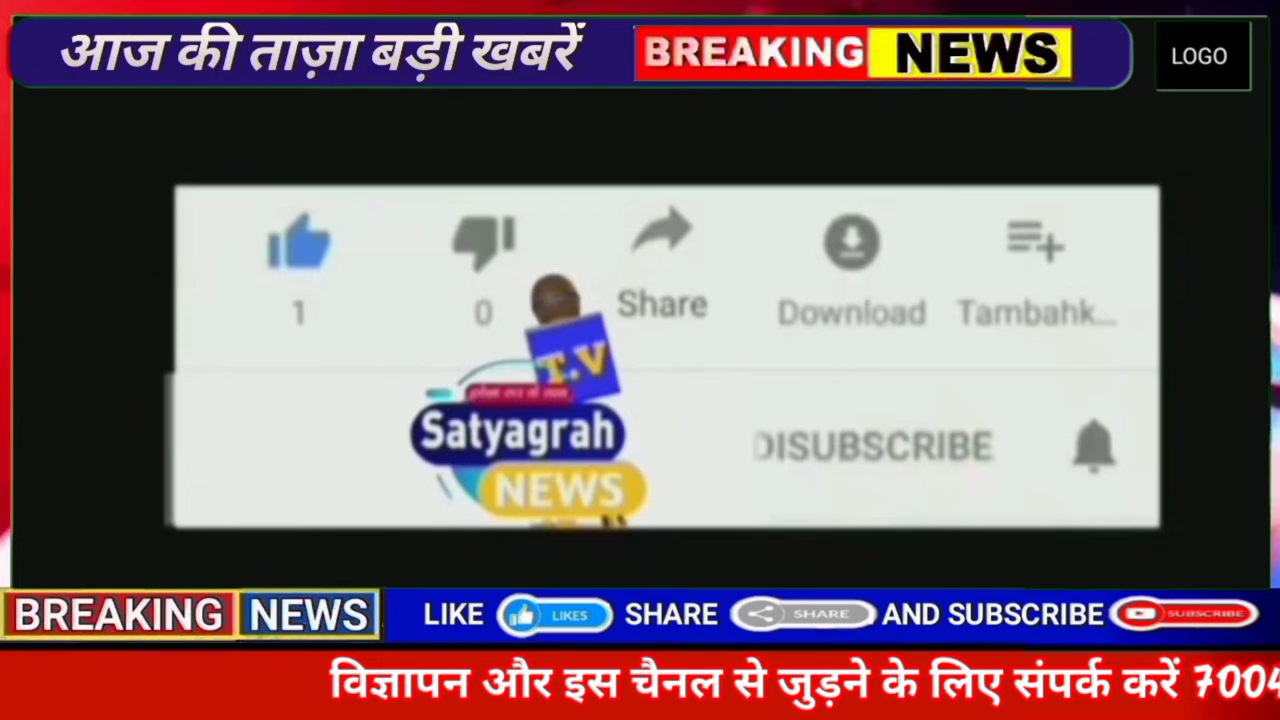 आज की ताज़ा बड़ी खबरें BREAKING NEWS LOGO
1 0 Share Download Tambahk...
T.V
Satyagrah
NEWS
DISUBSCRIBE
BREAKING NEWS LIKE LIKES SHARE SHARE AND SUBSCRIBE SUBSCRIBE
विज्ञापन और इस चैनल से जुड़ने के लिए संपर्क करें 7004